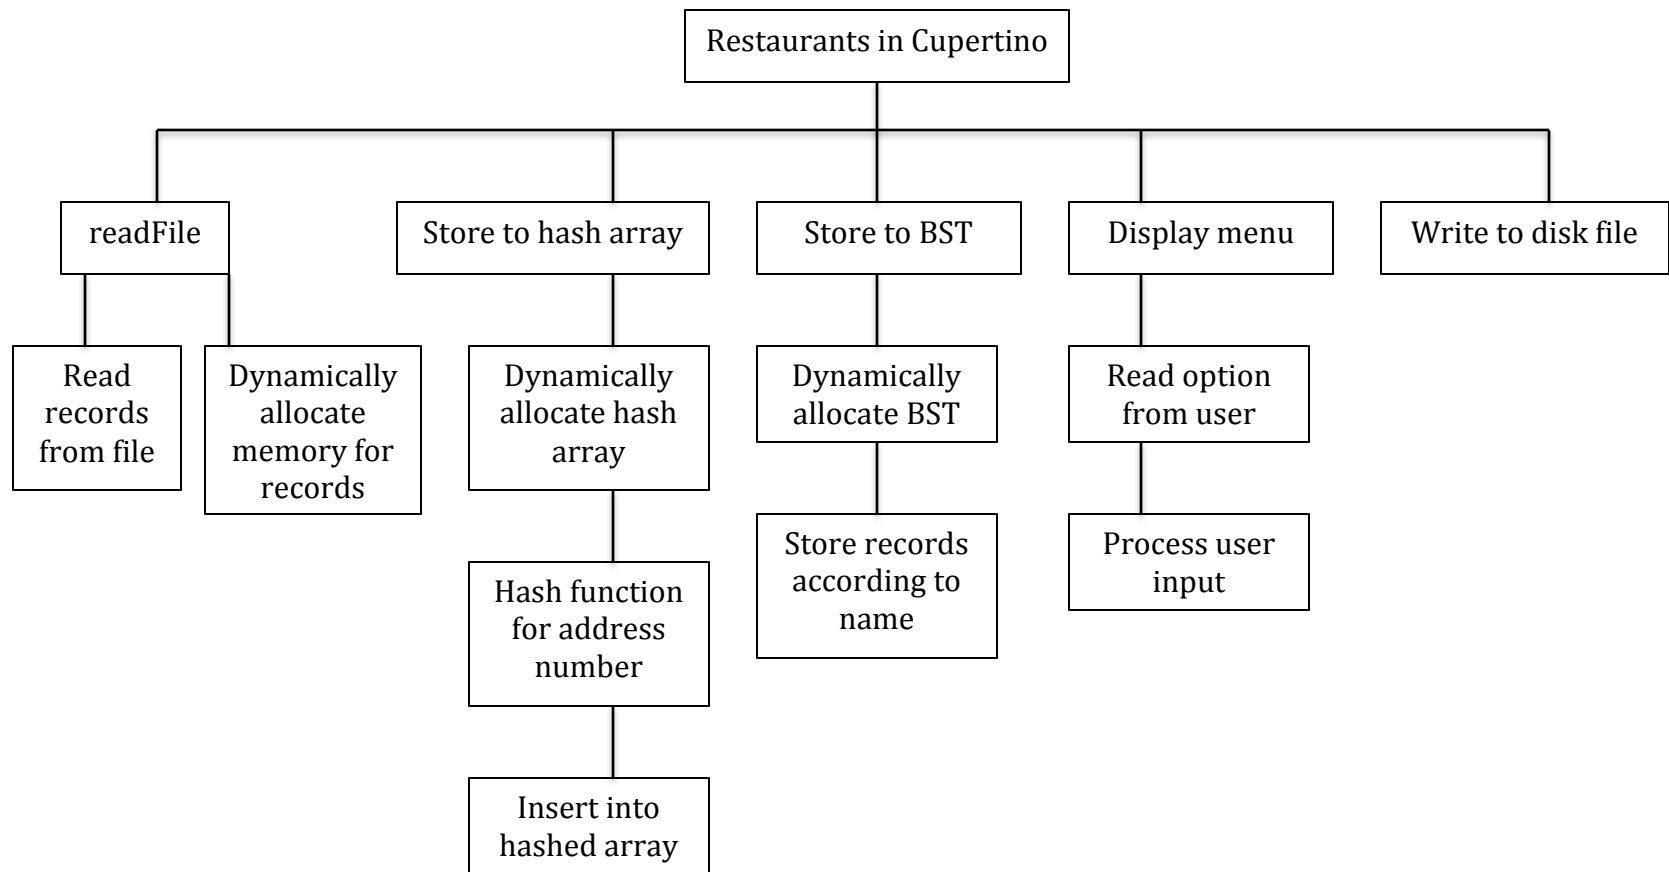 Restaurants in Cupertino
readFile
Store to hash array
Store to BST
Display menu
Write to disk file
Read
records
from file
Dynamically
allocate
memory for
records
Dynamically
allocate hash
array
Dynamically
allocate BST
Read option
from user
Hash function
for address
number
Store records
according to
name
Process user
input
Insert into
hashed array